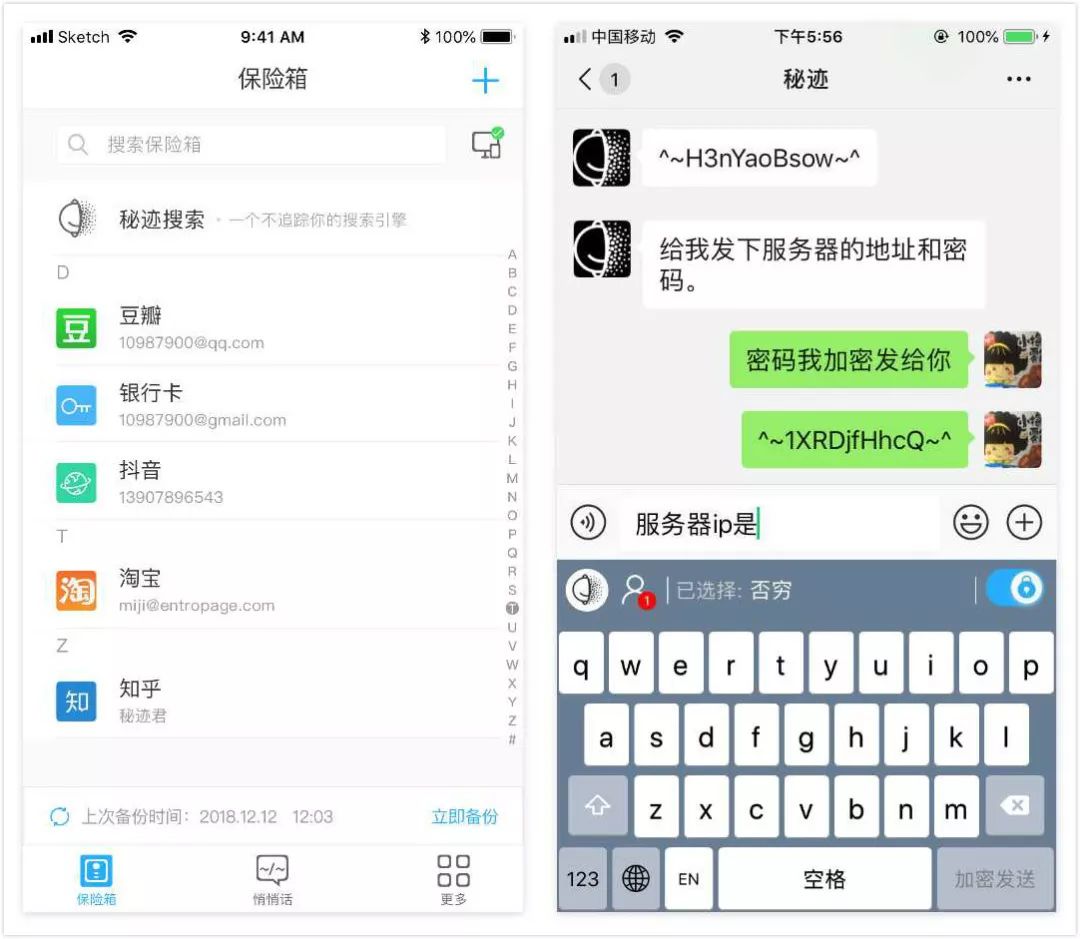 Sketch
9:41 AM
100%
保险箱
搜索保险箱
秘迹搜索 · 一个不追踪你的搜索引擎
D
豆
豆瓣
10987900@qq.com
银行卡
10987900@gmail.com
抖音
13907896543
T
淘
淘宝
miji@entropage.com
Z
知
知乎
秘迹君
A
B
C
D
E
F
G
H
I
J
K
L
M
N
O
P
Q
R
S
T
U
V
W
X
Y
Z
#
上次备份时间: 2018.12.12 12:03
立即备份
保险箱
悄悄话
更多
中国移动
下午5:56
100%
1
秘迹
^~H3nYaoBsow~^
给我发下服务器的地址和密
码。
密码我加密发给你
^~1XRDjfHhcQ~^
服务器ip是
1
已选择: 否穷
q w e r t y u i o p
a s d f g h j k l
z x c v b n m
123
EN
空格
加密发送